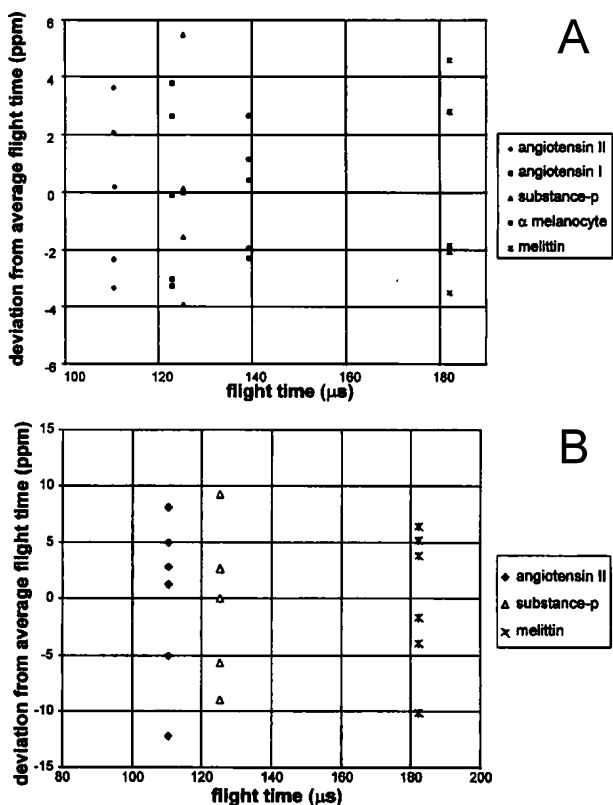 A
deviation from average flight time (ppm)
6
4
2
0
-2
-4
-6
100 120 140 160 180
flight time (µs)
angiotensin II
angiotensin I
substance-p
α melanocyte
melittin
B
deviation from average flight time (ppm)
15
10
5
0
-5
-10
-15
80 100 120 140 160 180 200
flight time (µs)
angiotensin II
substance-p
melittin